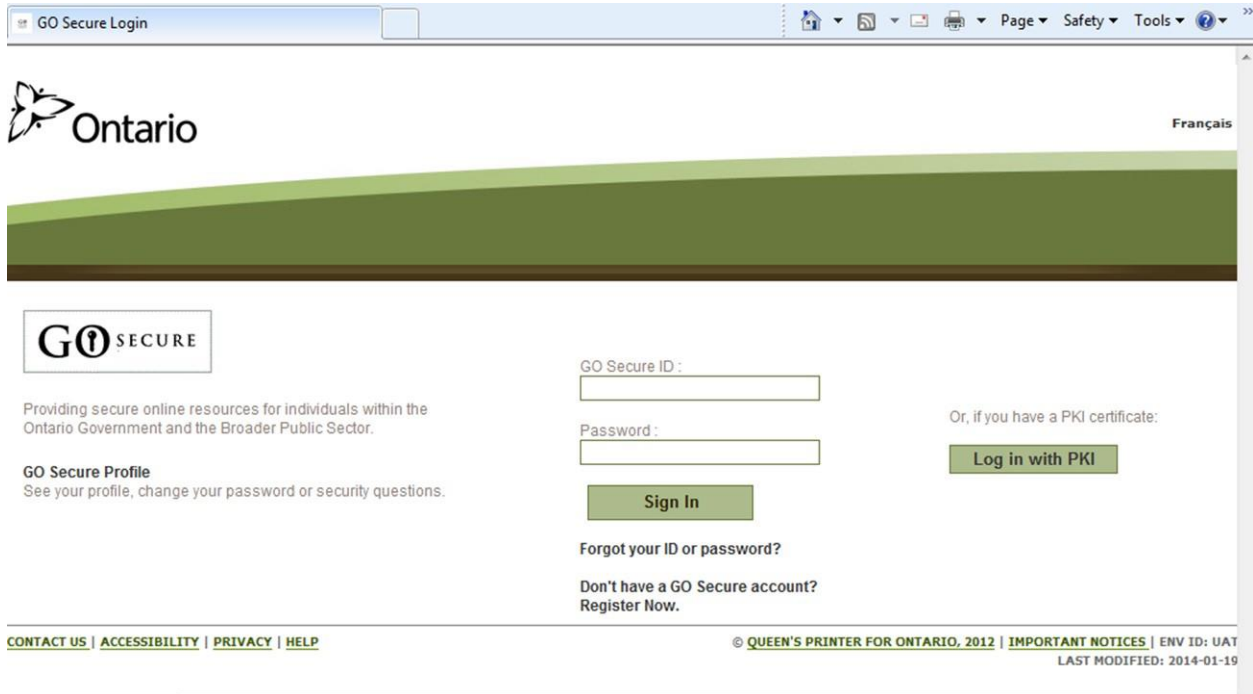 GO Secure Login
Page Safety Tools
Ontario
Français
GO SECURE
Providing secure online resources for individuals within the
Ontario Government and the Broader Public Sector.
GO Secure Profile
See your profile, change your password or security questions.
GO Secure ID :
Password :
Sign In
Forgot your ID or password?
Don't have a GO Secure account?
Register Now.
Or, if you have a PKI certificate:
Log in with PKI
CONTACT US | ACCESSIBILITY | PRIVACY | HELP
© QUEEN'S PRINTER FOR ONTARIO, 2012 | IMPORTANT NOTICES | ENV ID: UAT
LAST MODIFIED: 2014-01-19